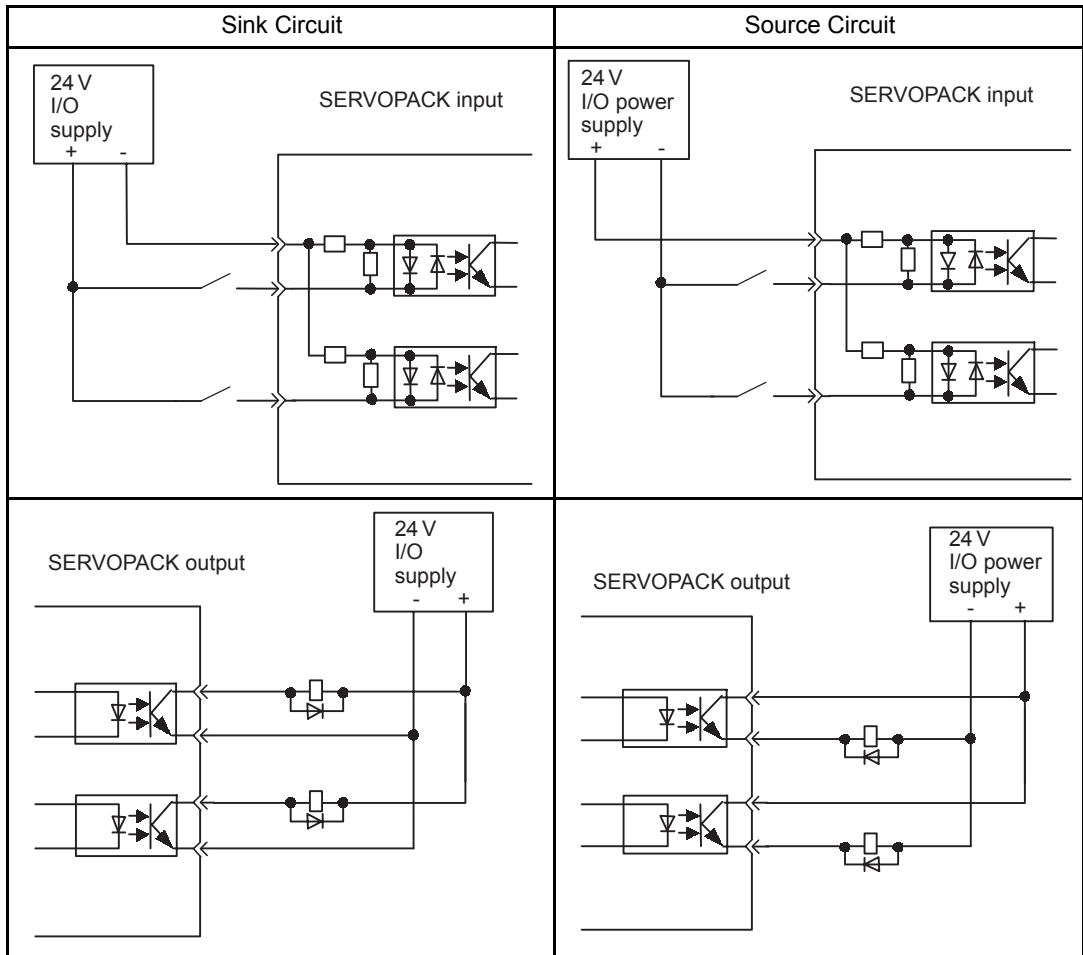 Sink Circuit
Source Circuit
24 V
I/O
supply
+ -
SERVOPACK input
24 V
I/O power
supply
+ -
SERVOPACK input
SERVOPACK output
24 V
I/O
supply
- +
SERVOPACK output
24 V
I/O power
supply
- +